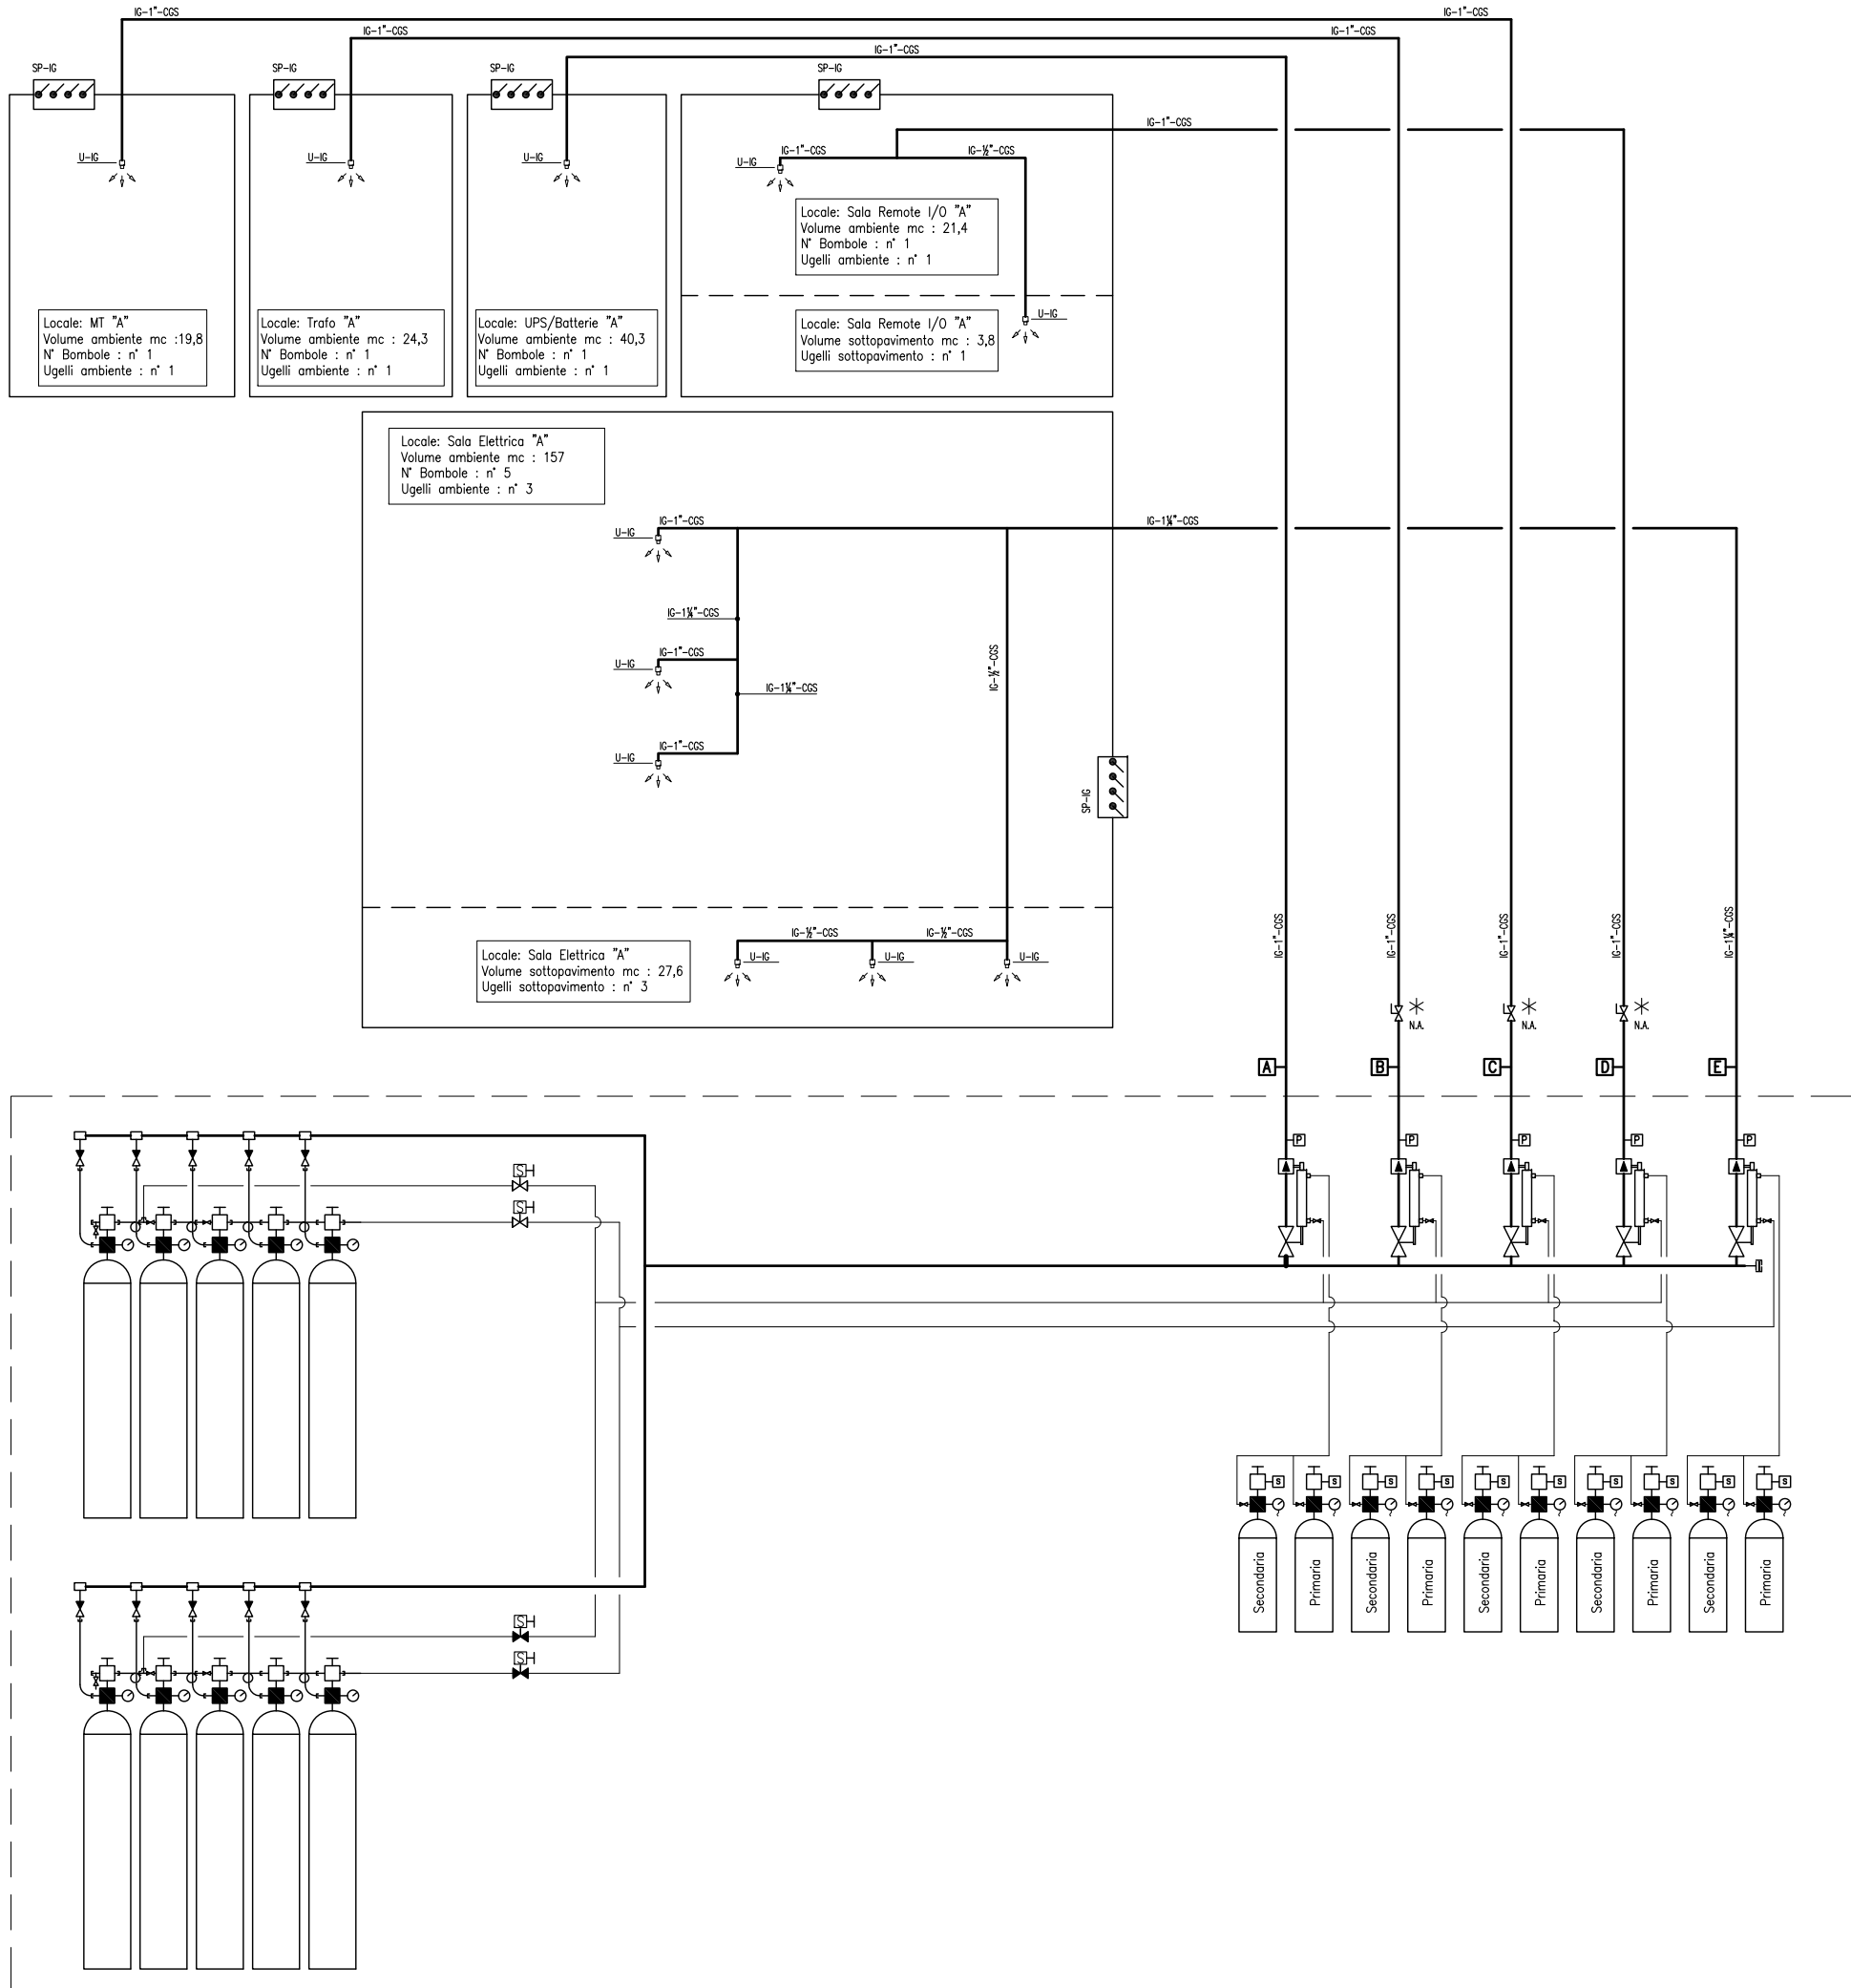 IG-1"-CGS
IG-1"-CGS
IG-1"-CGS
IG-1"-CGS
IG-1"-CGS
SP-IG
SP-IG
SP-IG
SP-IG
IG-1"-CGS
U-IG
U-IG
U-IG
U-IG
IG-1"-CGS
IG-½"-CGS
Locale: Sala Remote I/O "A"
Volume ambiente mc : 21,4
N° Bombole : n° 1
Ugelli ambiente : n° 1
Locale: MT "A"
Volume ambiente mc :19,8
N° Bombole : n° 1
Ugelli ambiente : n° 1
Locale: Trafo "A"
Volume ambiente mc : 24,3
N° Bombole : n° 1
Ugelli ambiente : n° 1
Locale: UPS/Batterie "A"
Volume ambiente mc : 40,3
N° Bombole : n° 1
Ugelli ambiente : n° 1
Locale: Sala Remote I/O "A"
Volume sottopavimento mc : 3,8
Ugelli sottopavimento : n° 1
U-IG
Locale: Sala Elettrica "A"
Volume ambiente mc : 157
N° Bombole : n° 5
Ugelli ambiente : n° 3
U-IG
IG-1"-CGS
IG-1¼"-CGS
IG-1¼"-CGS
U-IG
IG-1"-CGS
IG-1¼"-CGS
IG-½"-CGS
U-IG
IG-1"-CGS
SP-IG
Locale: Sala Elettrica "A"
Volume sottopavimento mc : 27,6
Ugelli sottopavimento : n° 3
IG-½"-CGS
IG-½"-CGS
U-IG
U-IG
U-IG
IG-1"-CGS
IG-1"-CGS
IG-1"-CGS
IG-1"-CGS
IG-1¼"-CGS
N.A.
N.A.
N.A.
A
B
C
D
E
P
P
P
P
P
S
S
S
S
S
S
S
S
S
S
S
S
S
S
Secondaria
Primaria
Secondaria
Primaria
Secondaria
Primaria
Secondaria
Primaria
Secondaria
Primaria